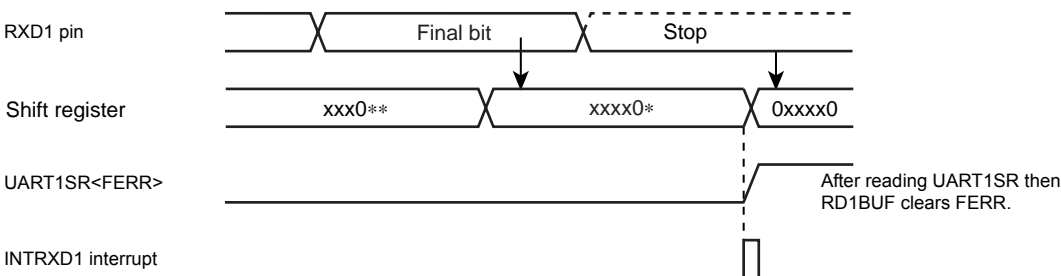 RXD1 pin
Final bit
Stop
Shift register
xxx0**
xxxx0*
0xxxx0
UART1SR<FERR>
After reading UART1SR then
RD1BUF clears FERR.
INTRXD1 interrupt